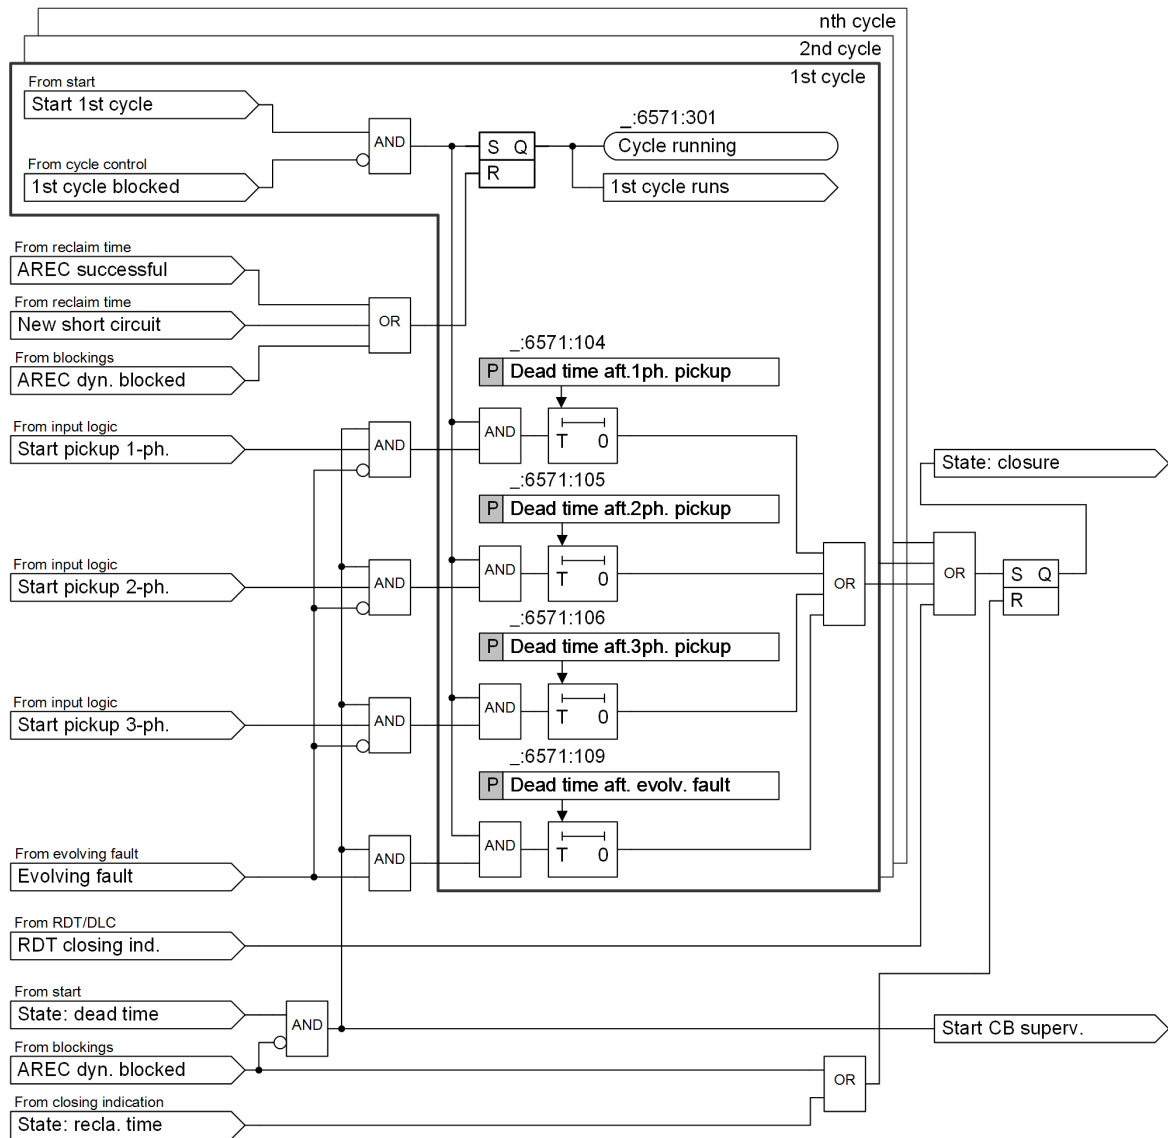 nth cycle
2nd cycle
1st cycle
From start
Start 1st cycle
AND
_:6571:301
S Q
Cycle running
From cycle control
1st cycle blocked
R
1st cycle runs
From reclaim time
AREC successful
From reclaim time
New short circuit
OR
From blockings
AREC dyn. blocked
_:6571:104
P Dead time aft.1ph. pickup
From input logic
Start pickup 1-ph.
AND
AND
T 0
State: closure
_:6571:105
P Dead time aft.2ph. pickup
From input logic
Start pickup 2-ph.
AND
AND
T 0
OR
OR
S Q
R
_:6571:106
P Dead time aft.3ph. pickup
From input logic
Start pickup 3-ph.
AND
AND
T 0
_:6571:109
P Dead time aft. evolv. fault
From evolving fault
Evolving fault
AND
AND
T 0
From RDT/DLC
RDT closing ind.
From start
State: dead time
AND
Start CB superv.
From blockings
AREC dyn. blocked
OR
From closing indication
State: recla. time